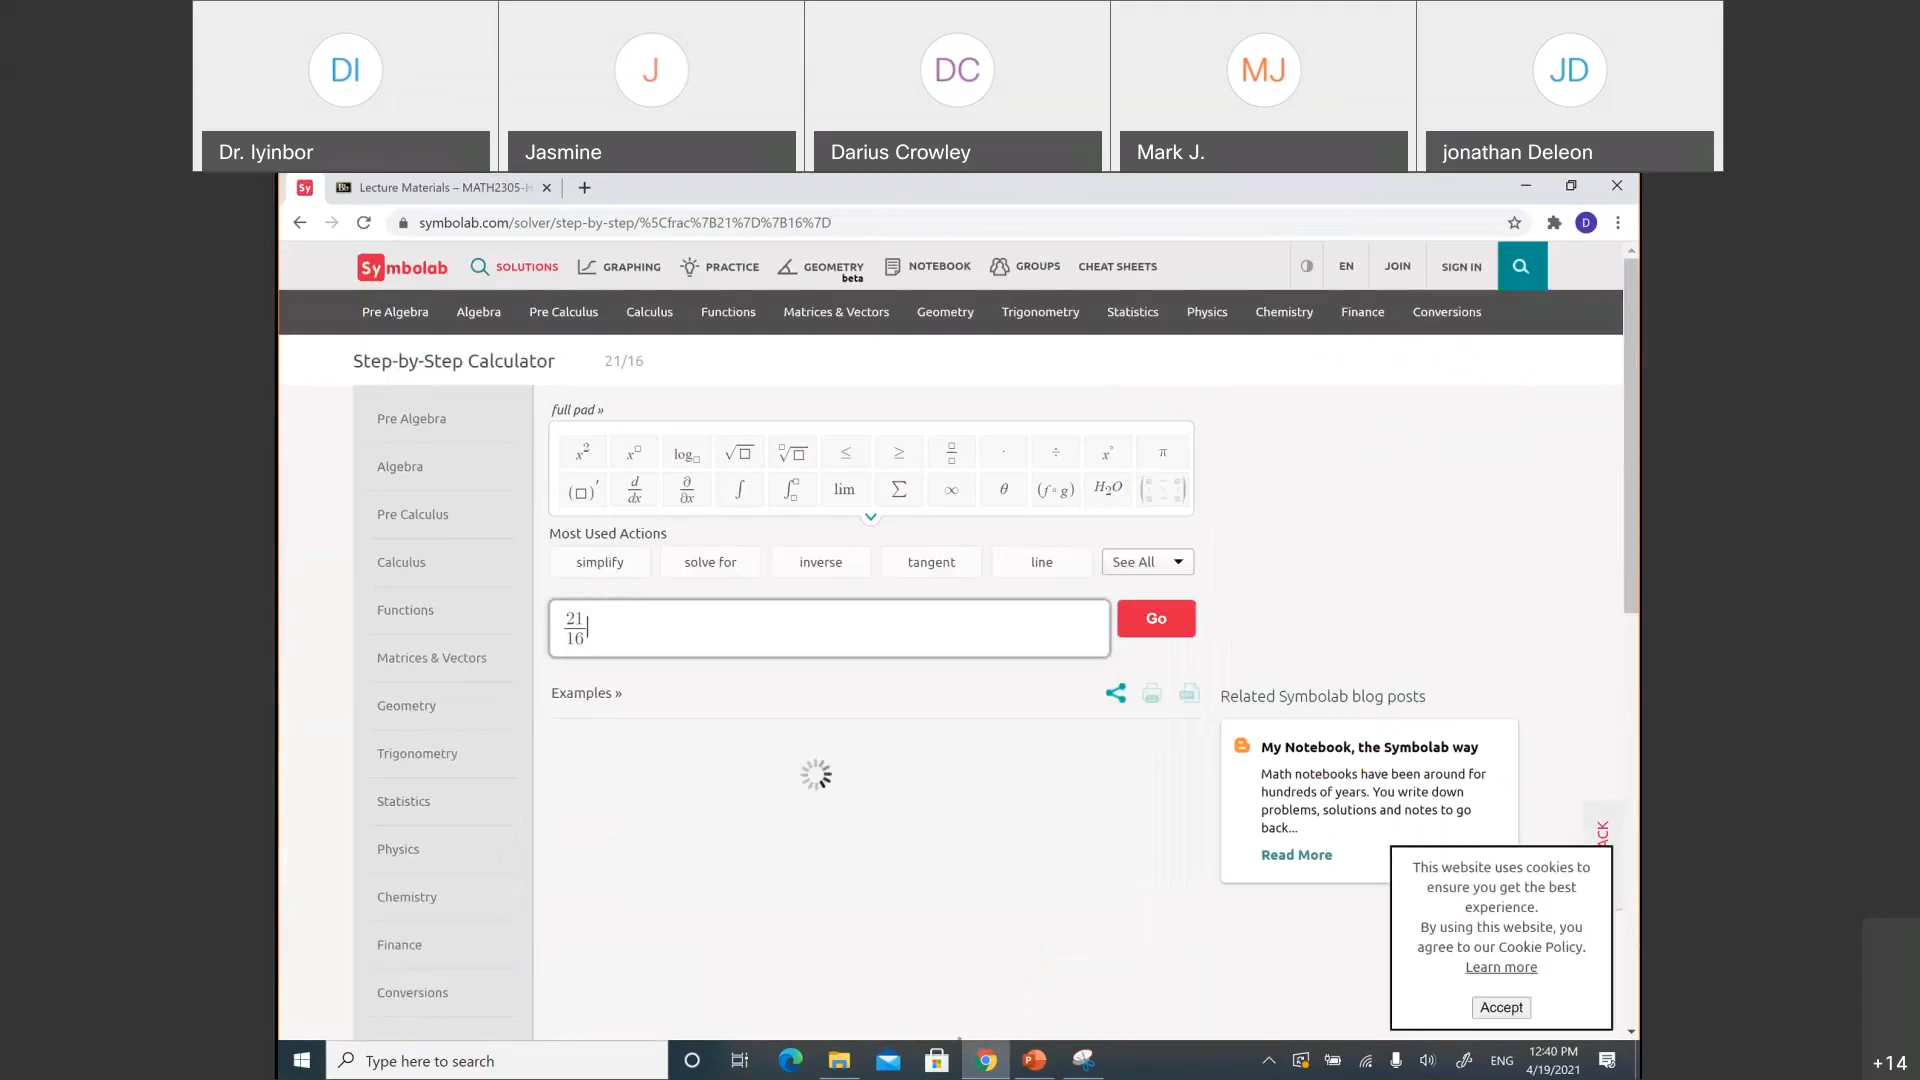 DI
J
DC
MJ
JD
Dr. Iyinbor
Jasmine
Darius Crowley
Mark J.
jonathan Deleon
Sy
Bb
Lecture Materials – MATH2305-H
symbolab.com/solver/step-by-step/%5Cfrac%7B21%7D%7B16%7D
D
Symbolab
SOLUTIONS
GRAPHING
PRACTICE
GEOMETRY
beta
NOTEBOOK
GROUPS
CHEAT SHEETS
EN
JOIN
SIGN IN
Pre Algebra
Algebra
Pre Calculus
Calculus
Functions
Matrices & Vectors
Geometry
Trigonometry
Statistics
Physics
Chemistry
Finance
Conversions
Step-by-Step Calculator
21/16
Pre Algebra
Algebra
Pre Calculus
Calculus
Functions
Matrices & Vectors
Geometry
Trigonometry
Statistics
Physics
Chemistry
Finance
Conversions
full pad »
x² x^□ log□ √□ □√□ ≤ ≥ □/□ · ÷ x° π
(□)′ d/dx ∂/∂x ∫ ∫□□ lim ∑ ∞ θ (f∘g) H₂O
Most Used Actions
simplify
solve for
inverse
tangent
line
See All
21
16
Go
Examples »
Related Symbolab blog posts
My Notebook, the Symbolab way
Math notebooks have been around for
hundreds of years. You write down
problems, solutions and notes to go
back...
Read More
ACK
This website uses cookies to
ensure you get the best
experience.
By using this website, you
agree to our Cookie Policy.
Learn more
Accept
Type here to search
ENG
12:40 PM
4/19/2021
+14